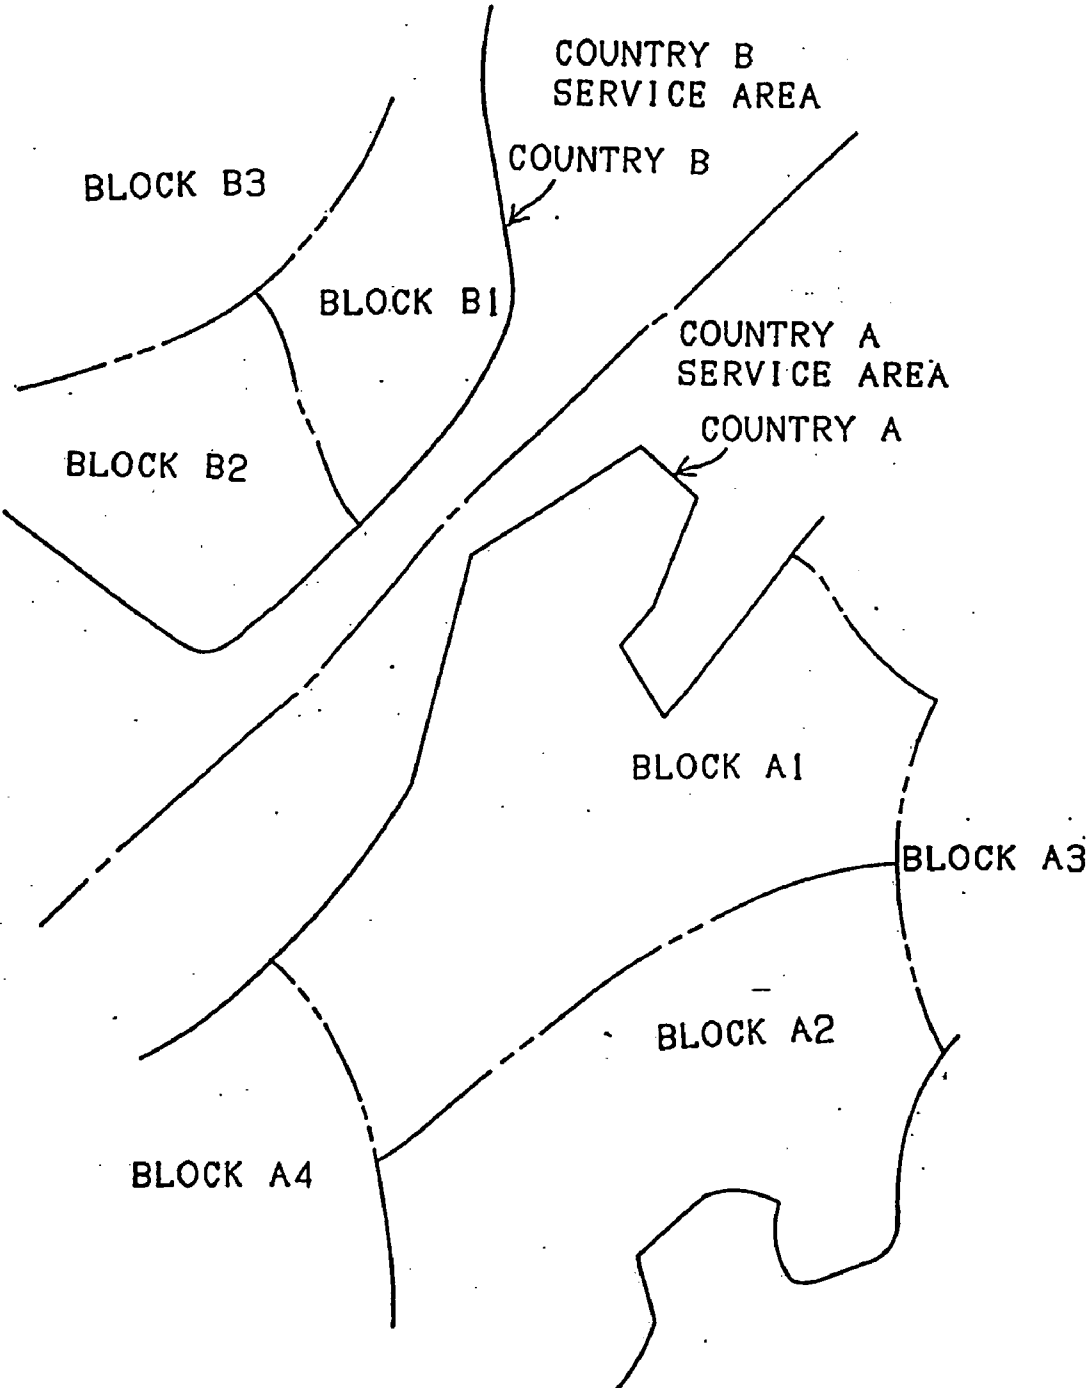 COUNTRY B
SERVICE AREA
COUNTRY B
BLOCK B3
BLOCK B1
COUNTRY A
SERVICE AREA
COUNTRY A
BLOCK B2
BLOCK A1
BLOCK A3
BLOCK A2
BLOCK A4